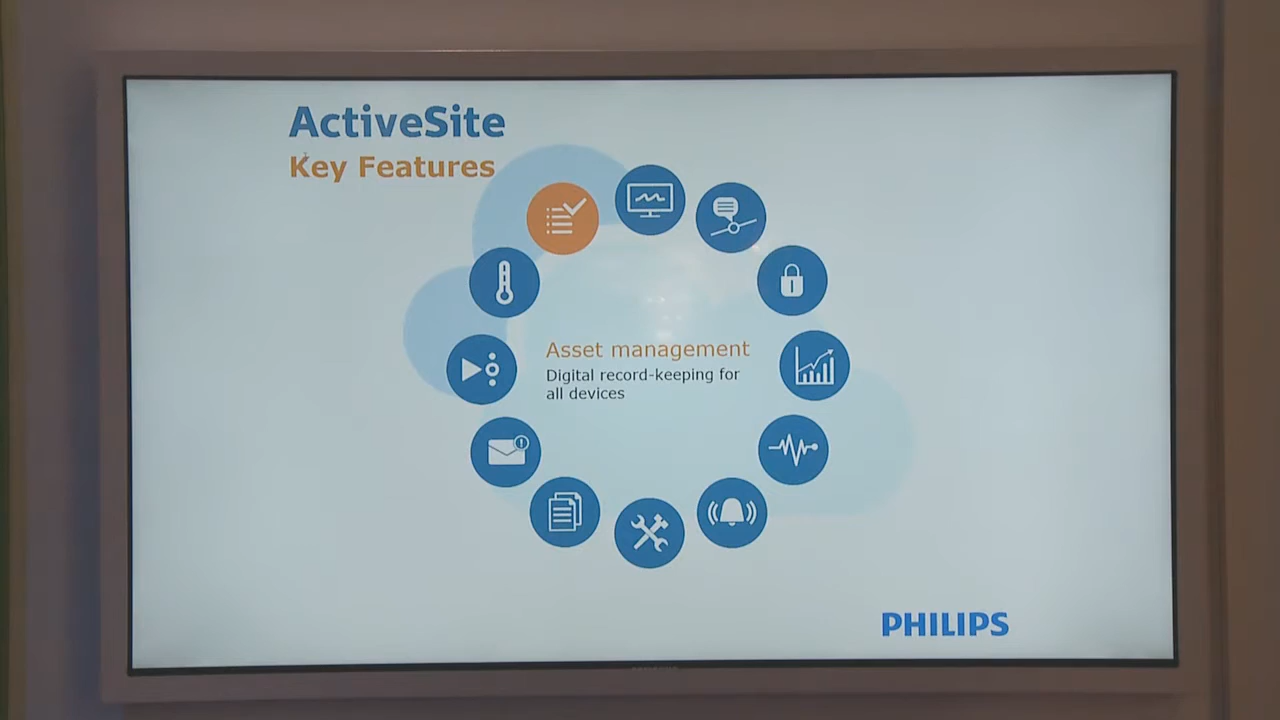 ActiveSite
Key Features
Asset management
Digital record-keeping for
all devices
PHILIPS